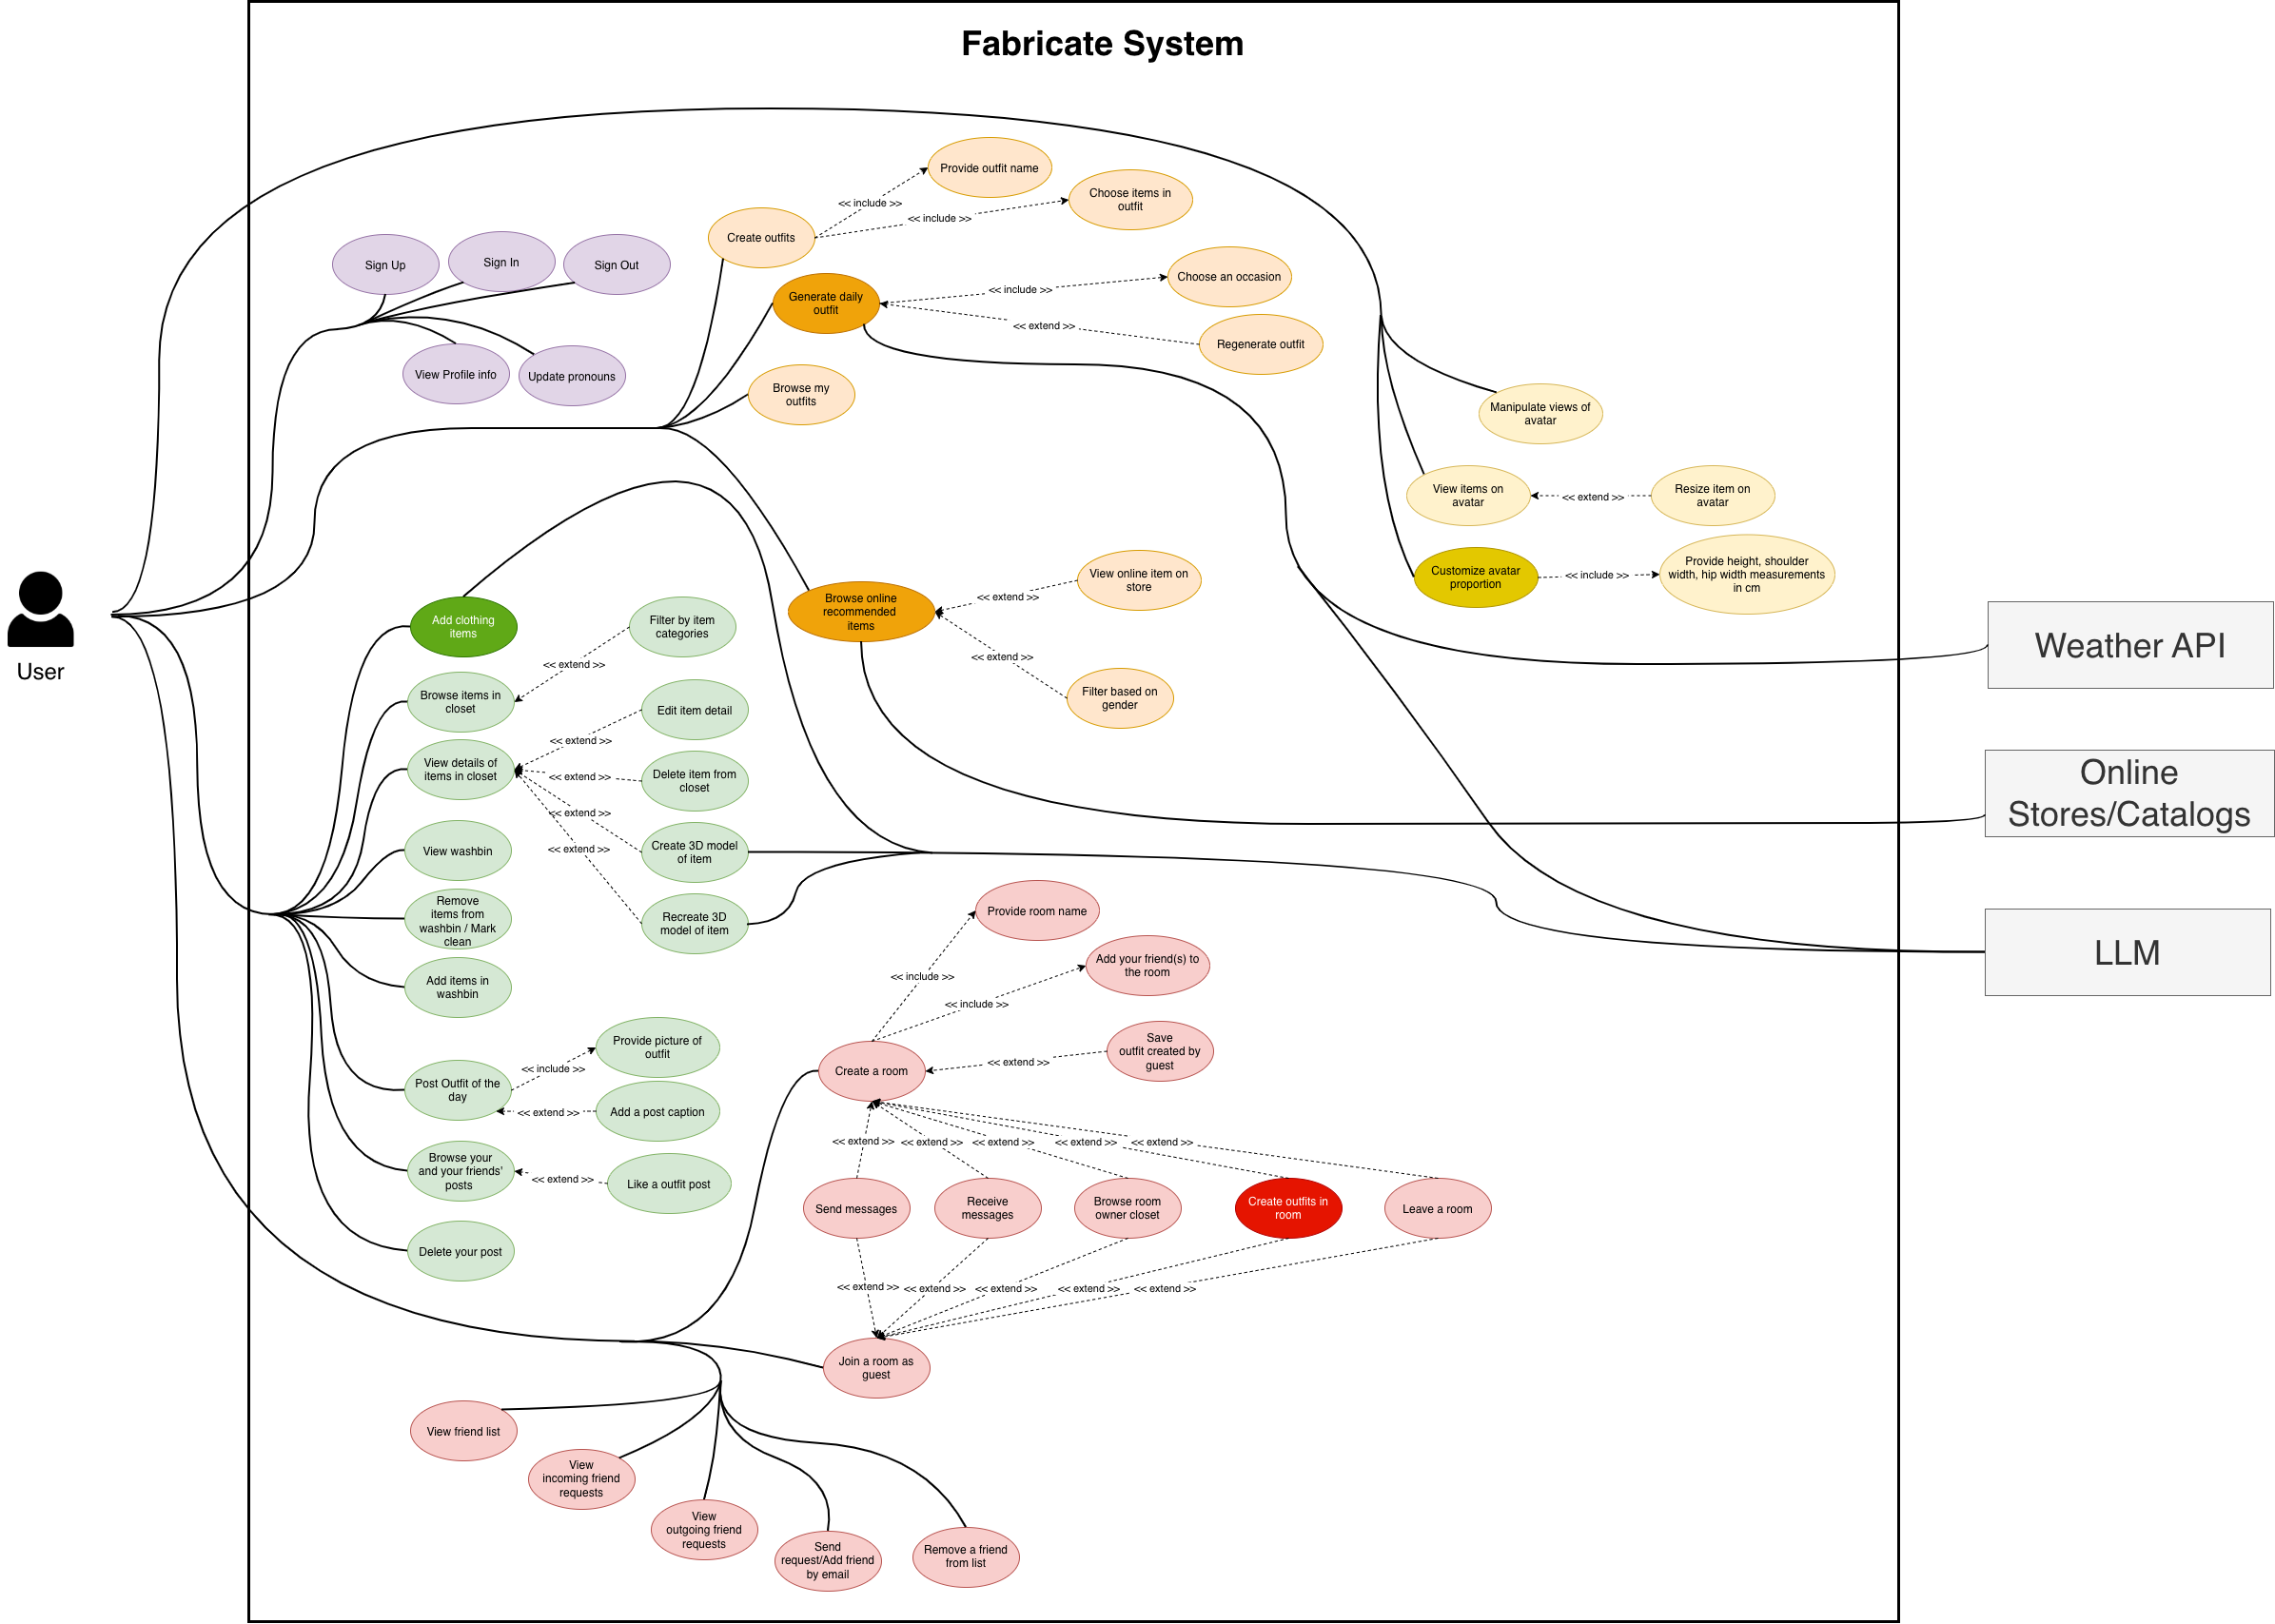 Fabricate System
Provide outfit name
<< include >>
Choose items in
outfit
<< include >>
Create outfits
Sign Up
Sign In
Sign Out
Choose an occasion
Generate daily
outfit
<< include >>
<< extend >>
Regenerate outfit
View Profile info
Update pronouns
Browse my
outfits
Manipulate views of
avatar
View items on
avatar
<< extend >>
Resize item on
avatar
Customize avatar
proportion
<< include >>
Provide height, shoulder
width, hip width measurements
in cm
View online item on
store
<< extend >>
Browse online
recommended
items
<< extend >>
Filter based on
gender
User
Weather API
Online
Stores/Catalogs
LLM
Add clothing
items
Filter by item
categories
<< extend >>
Browse items in
closet
Edit item detail
<< extend >>
View details of
items in closet
<< extend >>
Delete item from
closet
<< extend >>
Create 3D model
of item
<< extend >>
View washbin
Recreate 3D
model of item
Remove
items from
washbin / Mark
clean
Add items in
washbin
Provide room name
<< include >>
Add your friend(s) to
the room
<< include >>
Provide picture of
outfit
<< include >>
Post Outfit of the
day
<< extend >>
Add a post caption
Save
outfit created by
guest
<< extend >>
Create a room
Browse your
and your friends'
posts
<< extend >>
Like a outfit post
<< extend >>
<< extend >>
<< extend >>
<< extend >>
<< extend >>
Send messages
Receive
messages
Browse room
owner closet
Create outfits in
room
Leave a room
Delete your post
<< extend >>
<< extend >>
<< extend >>
<< extend >>
<< extend >>
Join a room as
guest
View friend list
View
incoming friend
requests
View
outgoing friend
requests
Send
request/Add friend
by email
Remove a friend
from list